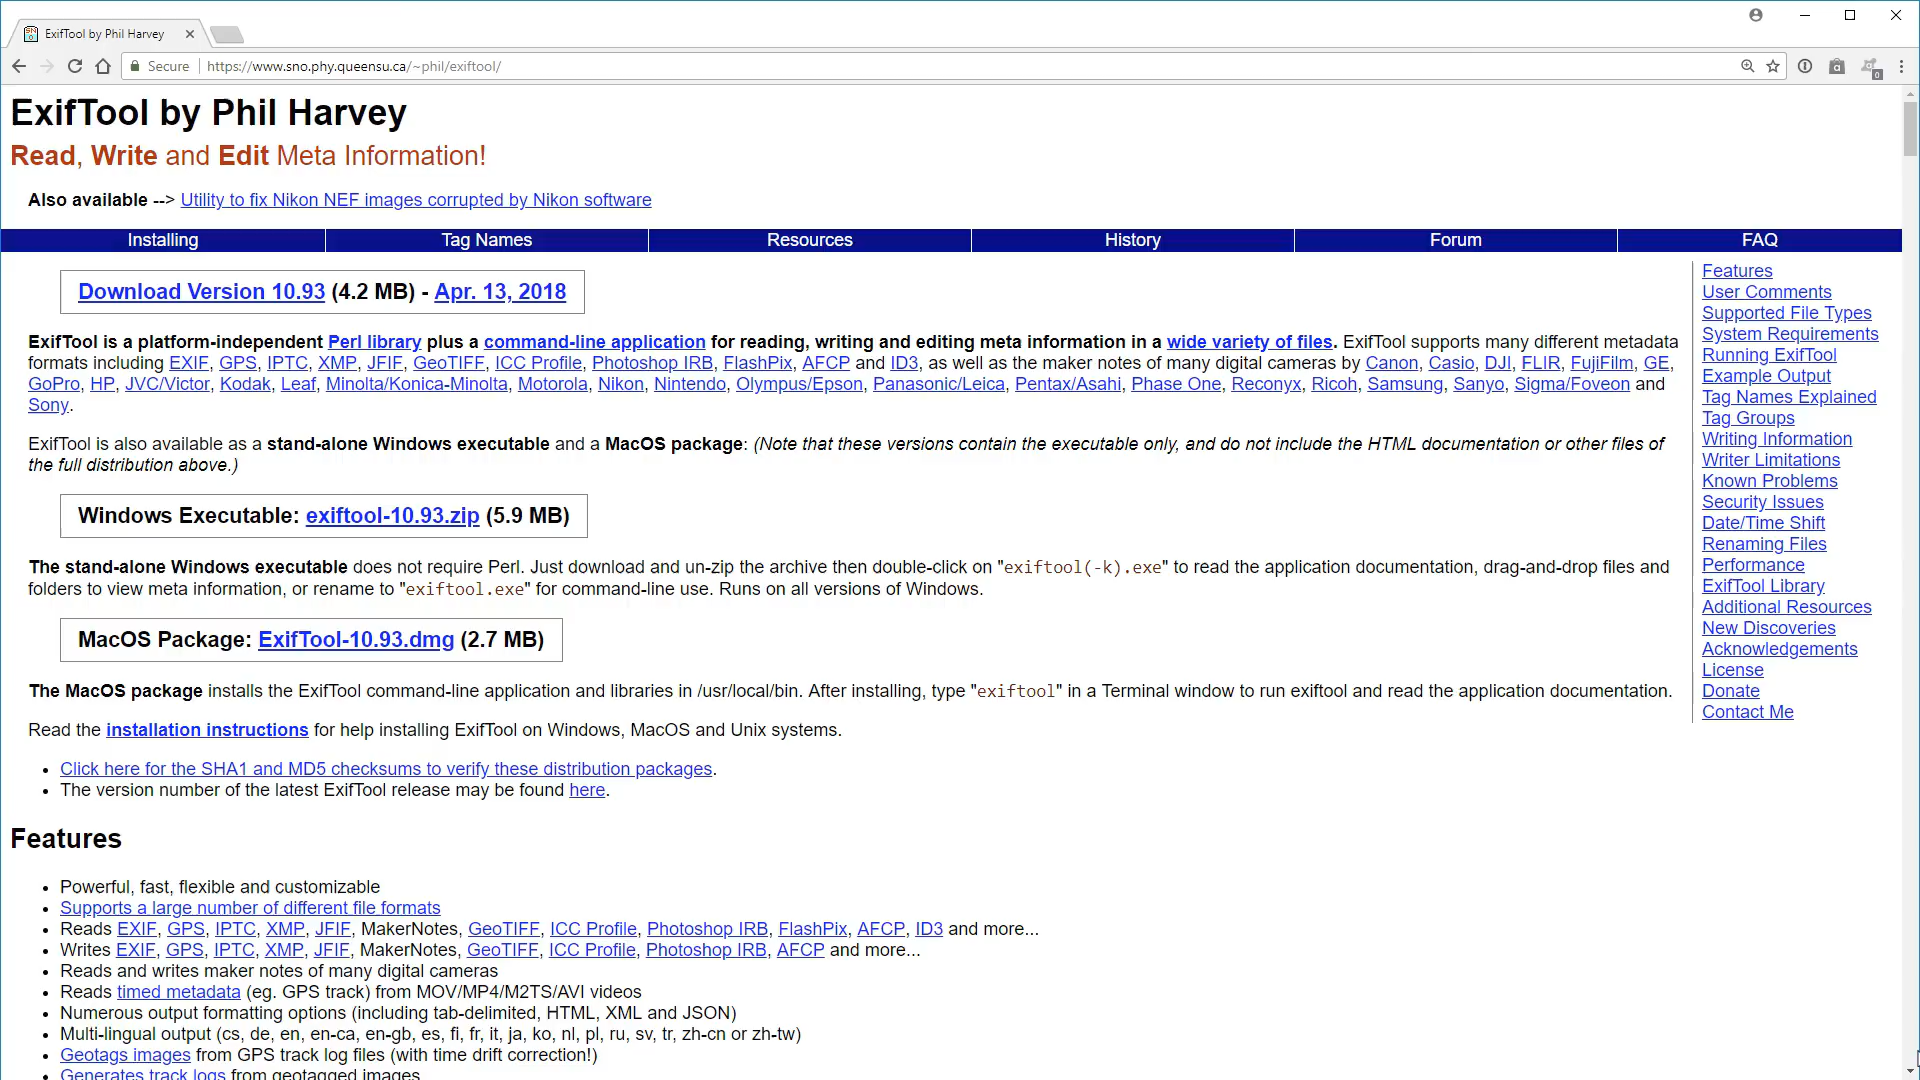 ExifTool by Phil Harvey
Secure https://www.sno.phy.queensu.ca/~phil/exiftool/
ExifTool by Phil Harvey
Read, Write and Edit Meta Information!
Also available --> Utility to fix Nikon NEF images corrupted by Nikon software
Installing Tag Names Resources History Forum FAQ
Download Version 10.93 (4.2 MB) - Apr. 13, 2018
ExifTool is a platform-independent Perl library plus a command-line application for reading, writing and editing meta information in a wide variety of files. ExifTool supports many different metadata
formats including EXIF, GPS, IPTC, XMP, JFIF, GeoTIFF, ICC Profile, Photoshop IRB, FlashPix, AFCP and ID3, as well as the maker notes of many digital cameras by Canon, Casio, DJI, FLIR, FujiFilm, GE,
GoPro, HP, JVC/Victor, Kodak, Leaf, Minolta/Konica-Minolta, Motorola, Nikon, Nintendo, Olympus/Epson, Panasonic/Leica, Pentax/Asahi, Phase One, Reconyx, Ricoh, Samsung, Sanyo, Sigma/Foveon and
Sony.
ExifTool is also available as a stand-alone Windows executable and a MacOS package: (Note that these versions contain the executable only, and do not include the HTML documentation or other files of
the full distribution above.)
Windows Executable: exiftool-10.93.zip (5.9 MB)
The stand-alone Windows executable does not require Perl. Just download and un-zip the archive then double-click on "exiftool(-k).exe" to read the application documentation, drag-and-drop files and
folders to view meta information, or rename to "exiftool.exe" for command-line use. Runs on all versions of Windows.
MacOS Package: ExifTool-10.93.dmg (2.7 MB)
The MacOS package installs the ExifTool command-line application and libraries in /usr/local/bin. After installing, type "exiftool" in a Terminal window to run exiftool and read the application documentation.
Read the installation instructions for help installing ExifTool on Windows, MacOS and Unix systems.
• Click here for the SHA1 and MD5 checksums to verify these distribution packages.
• The version number of the latest ExifTool release may be found here.
Features
• Powerful, fast, flexible and customizable
• Supports a large number of different file formats
• Reads EXIF, GPS, IPTC, XMP, JFIF, MakerNotes, GeoTIFF, ICC Profile, Photoshop IRB, FlashPix, AFCP, ID3 and more...
• Writes EXIF, GPS, IPTC, XMP, JFIF, MakerNotes, GeoTIFF, ICC Profile, Photoshop IRB, AFCP and more...
• Reads and writes maker notes of many digital cameras
• Reads timed metadata (eg. GPS track) from MOV/MP4/M2TS/AVI videos
• Numerous output formatting options (including tab-delimited, HTML, XML and JSON)
• Multi-lingual output (cs, de, en, en-ca, en-gb, es, fi, fr, it, ja, ko, nl, pl, ru, sv, tr, zh-cn or zh-tw)
• Geotags images from GPS track log files (with time drift correction!)
• Generates track logs from geotagged images
Features
User Comments
Supported File Types
System Requirements
Running ExifTool
Example Output
Tag Names Explained
Tag Groups
Writing Information
Writer Limitations
Known Problems
Security Issues
Date/Time Shift
Renaming Files
Performance
ExifTool Library
Additional Resources
New Discoveries
Acknowledgements
License
Donate
Contact Me